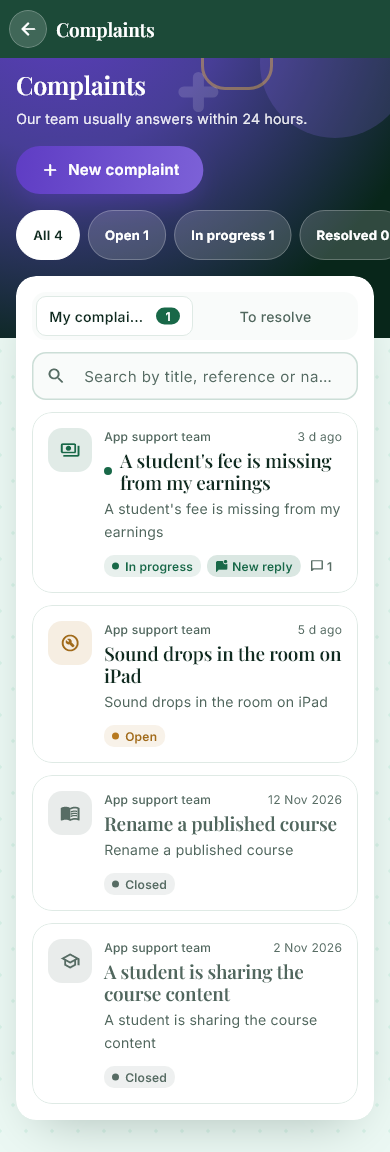 Complaints
Complaints
Our team usually answers within 24 hours.
New complaint
All 4
Open 1
In progress 1
Resolved 0
My complai...
1
To resolve
Search by title, reference or na...
App support team
3 d ago
A student's fee is missing
from my earnings
A student's fee is missing from my
earnings
In progress
New reply
1
App support team
5 d ago
Sound drops in the room on
iPad
Sound drops in the room on iPad
Open
App support team
12 Nov 2026
Rename a published course
Rename a published course
Closed
App support team
2 Nov 2026
A student is sharing the
course content
A student is sharing the course
content
Closed